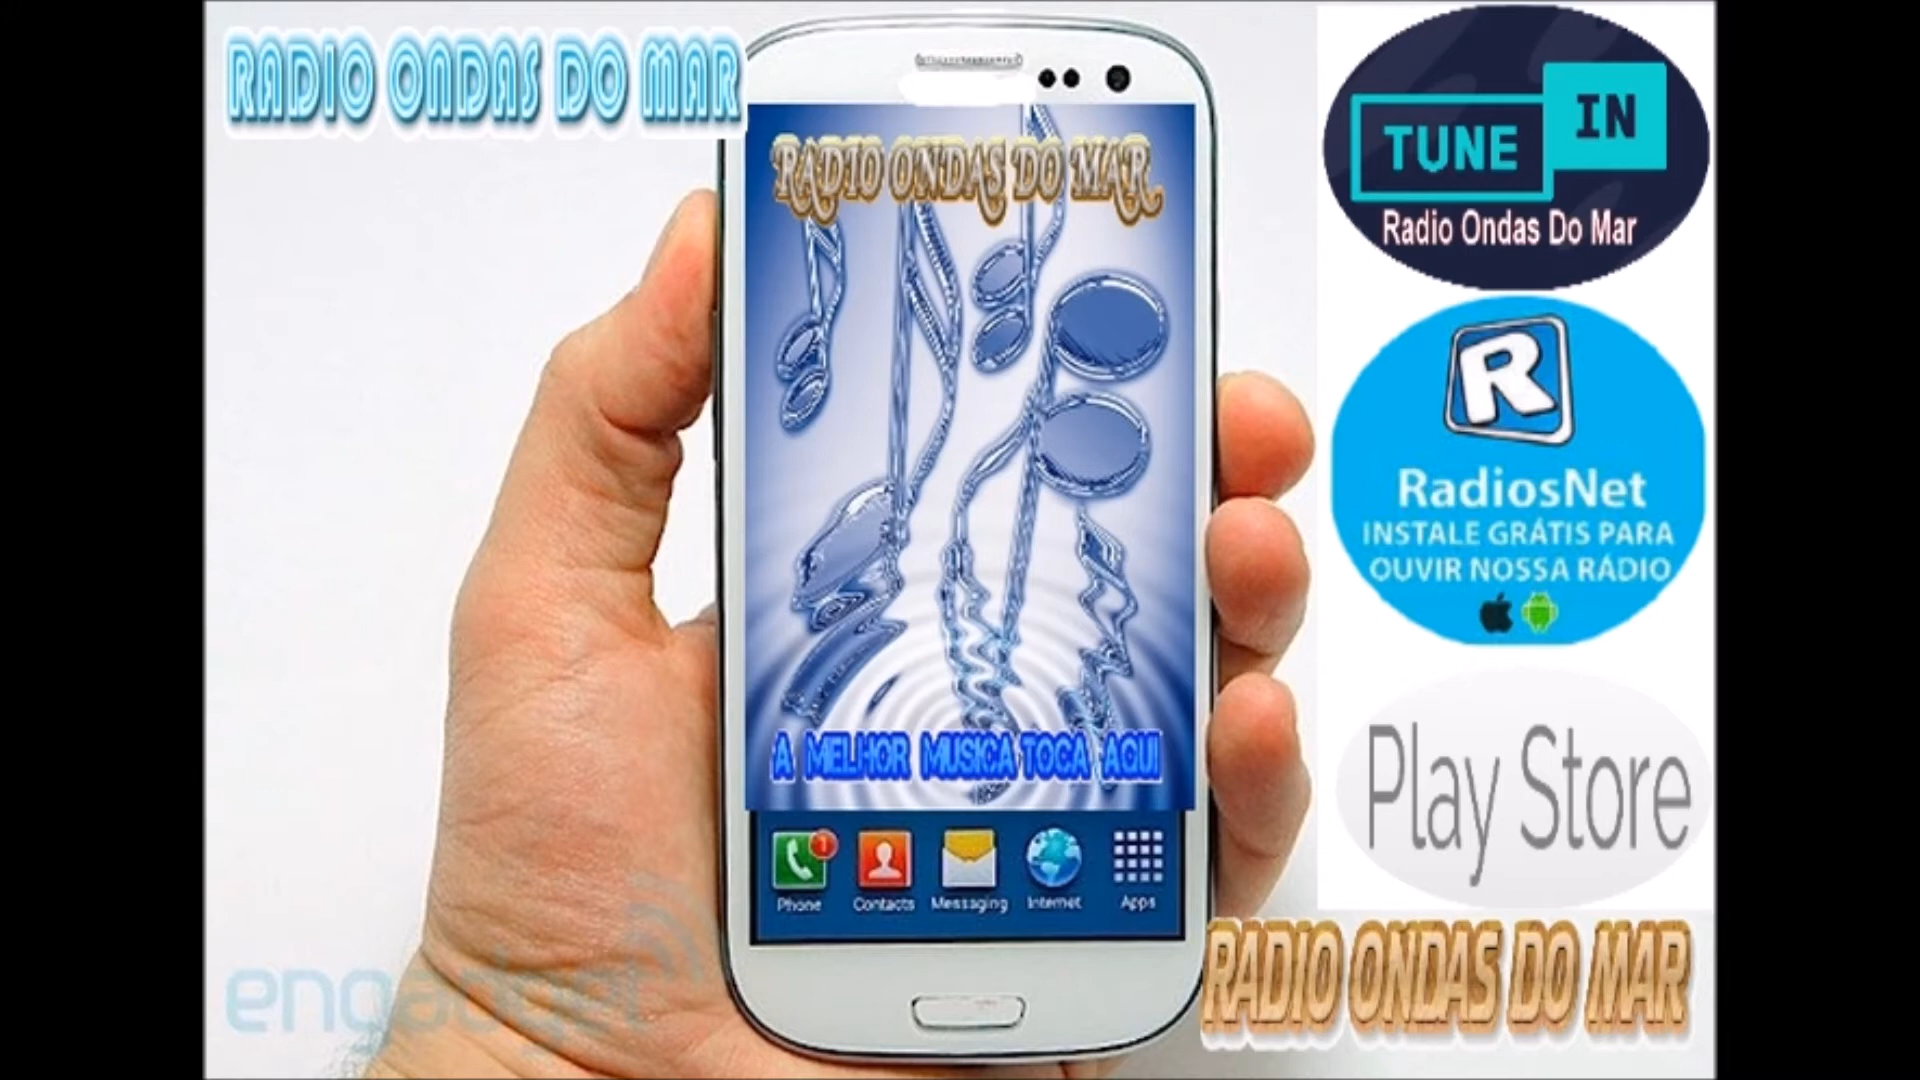 RADIO ONDAS DO MAR
RADIO ONDAS DO MAR
A MELHOR MUSICA TOCA AQUI
1
Phone Contacts Messaging Internet Apps
engadget
TUNE IN
Radio Ondas Do Mar
R
RadiosNet
INSTALE GRÁTIS PARA
OUVIR NOSSA RÁDIO
Play Store
RADIO ONDAS DO MAR